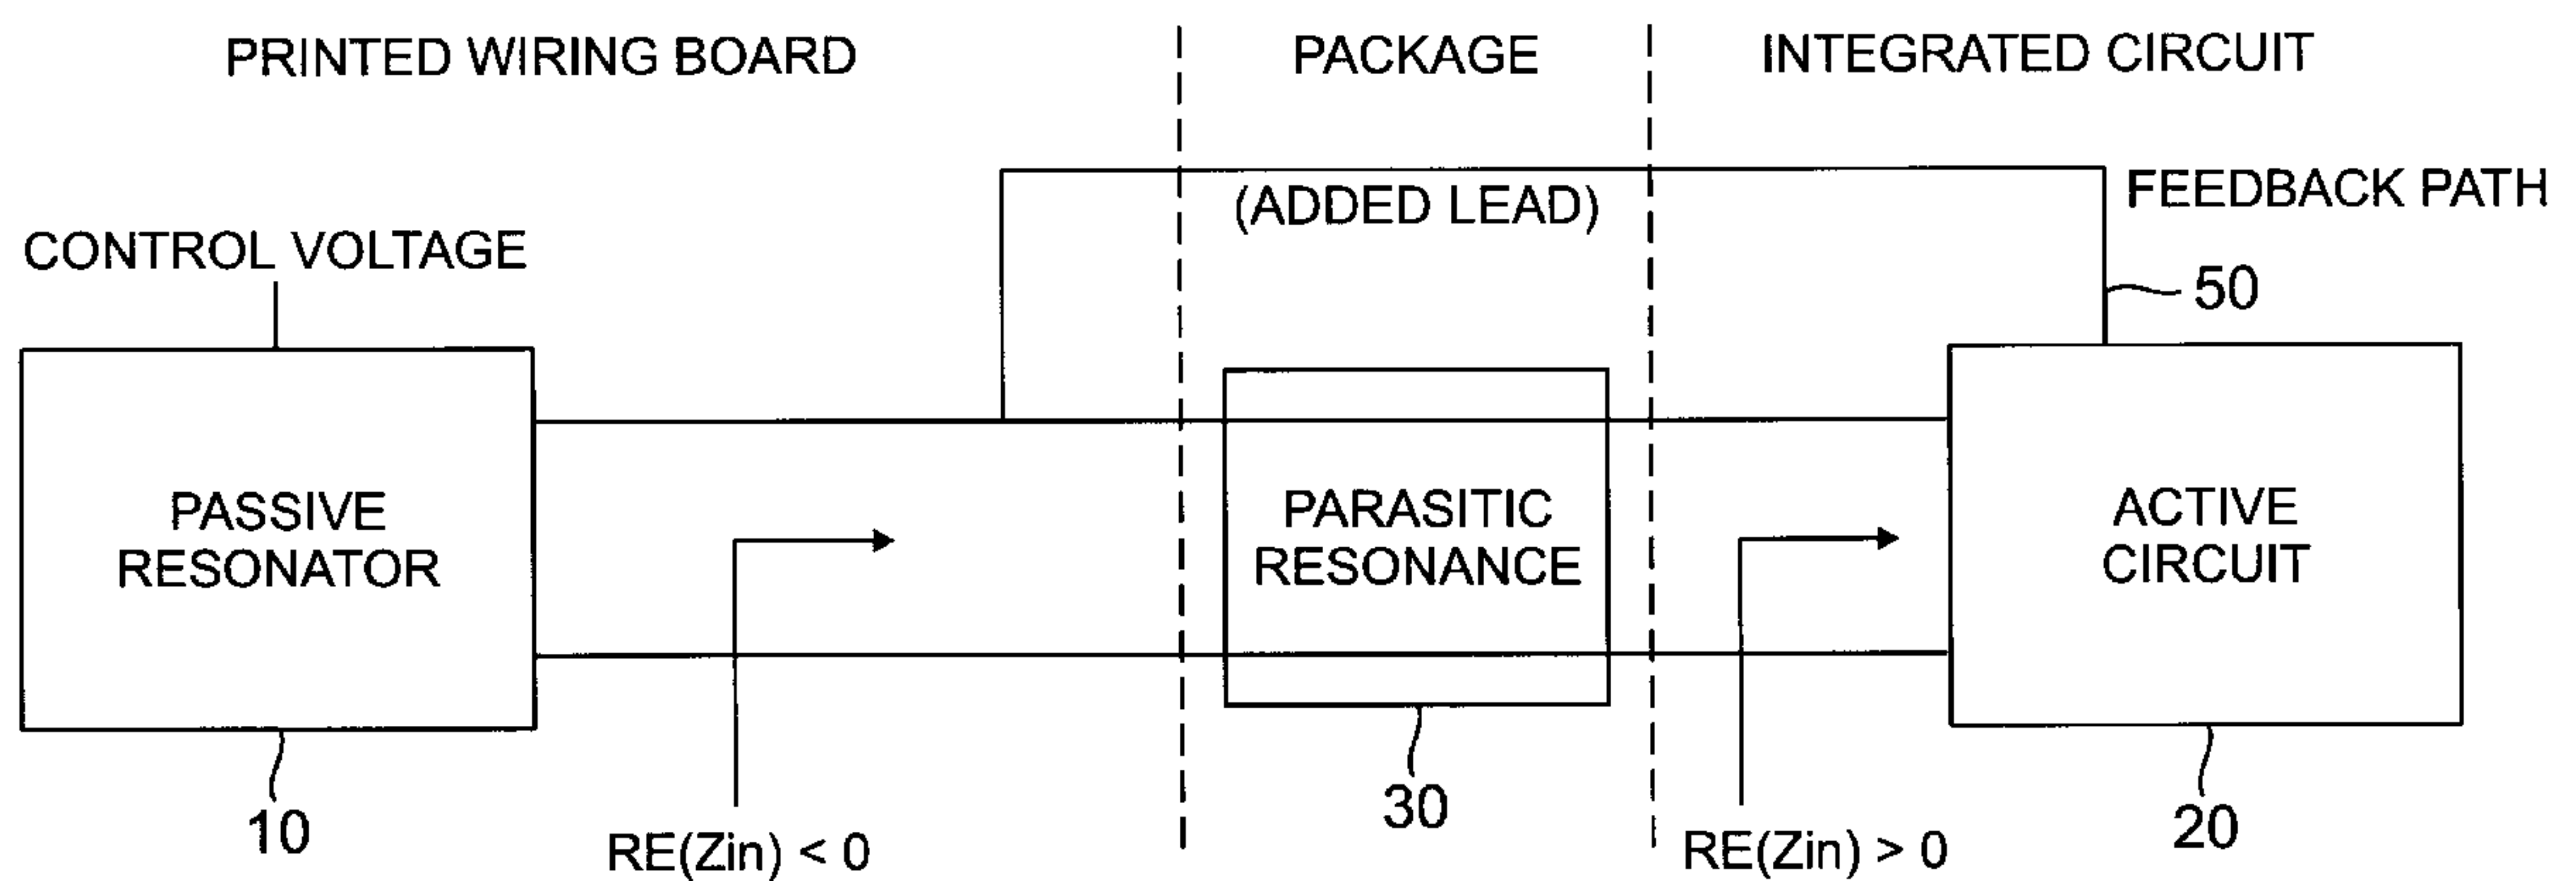 PRINTED WIRING BOARD
PACKAGE
INTEGRATED CIRCUIT
(ADDED LEAD)
FEEDBACK PATH
CONTROL VOLTAGE
50
PASSIVE
RESONATOR
PARASITIC
RESONANCE
ACTIVE
CIRCUIT
10
30
20
RE(Zin) < 0
RE(Zin) > 0